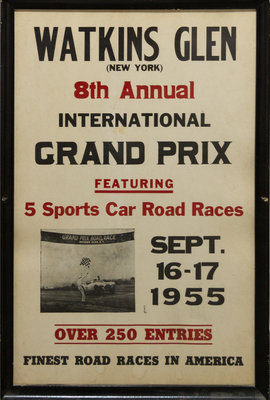 WATKINS GLEN
(NEW YORK)
8th Annual
INTERNATIONAL
GRAND PRIX
FEATURING
5 Sports Car Road Races
GRAND PRIX ROAD RACE
SEPT.
16-17
1955
OVER 250 ENTRIES
FINEST ROAD RACES IN AMERICA